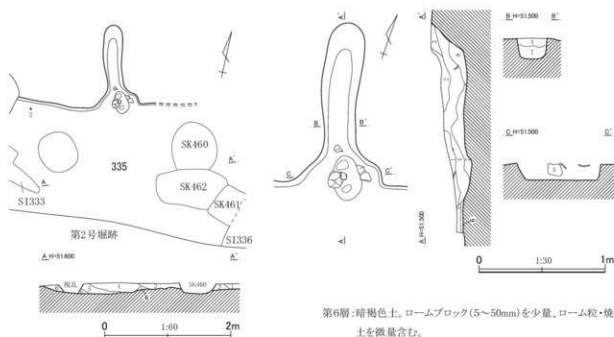 A'
B H=51.500 B'
335
SK460
SK462
SK461
SI333
SI336
第2号堀跡
A
A'
A H=51.600 A'
撹乱
SK460
0 1:60 2m
B B'
C C'
A
A H=51.500
C H=51.500 C'
S
0 1:30 1m
第6層:暗褐色土。ロームブロック(5~50mm)を少量、ローム粒・焼
土を微量含む。